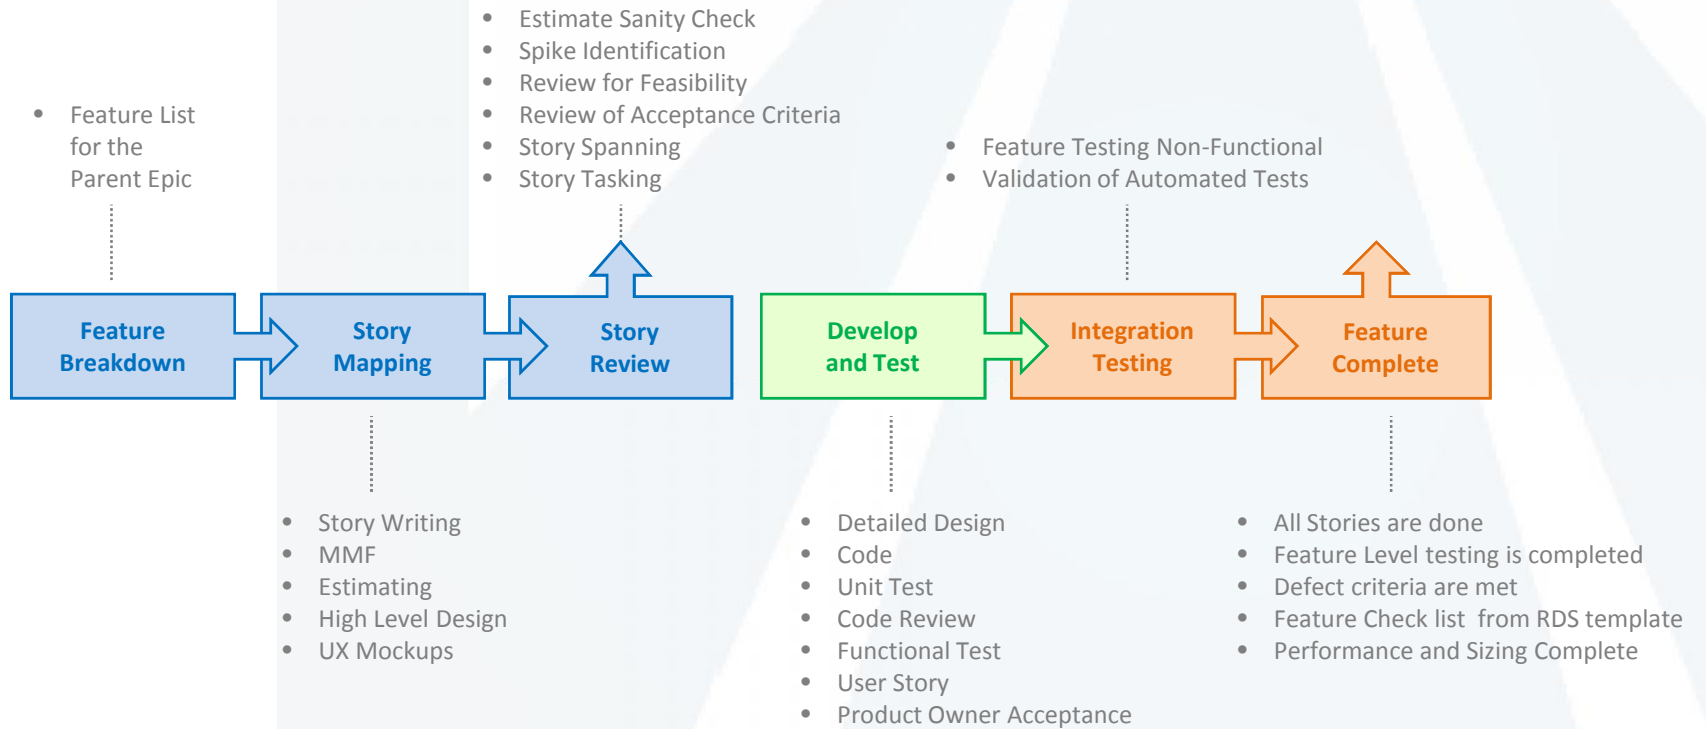 • Estimate Sanity Check
• Spike Identification
• Review for Feasibility
• Review of Acceptance Criteria
• Story Spanning
• Story Tasking
• Feature List
for the
Parent Epic
• Feature Testing Non-Functional
• Validation of Automated Tests
Feature
Breakdown
Story
Mapping
Story
Review
Develop
and Test
Integration
Testing
Feature
Complete
• Story Writing
• MMF
• Estimating
• High Level Design
• UX Mockups
• Detailed Design
• Code
• Unit Test
• Code Review
• Functional Test
• User Story
• Product Owner Acceptance
• All Stories are done
• Feature Level testing is completed
• Defect criteria are met
• Feature Check list  from RDS template
• Performance and Sizing Complete